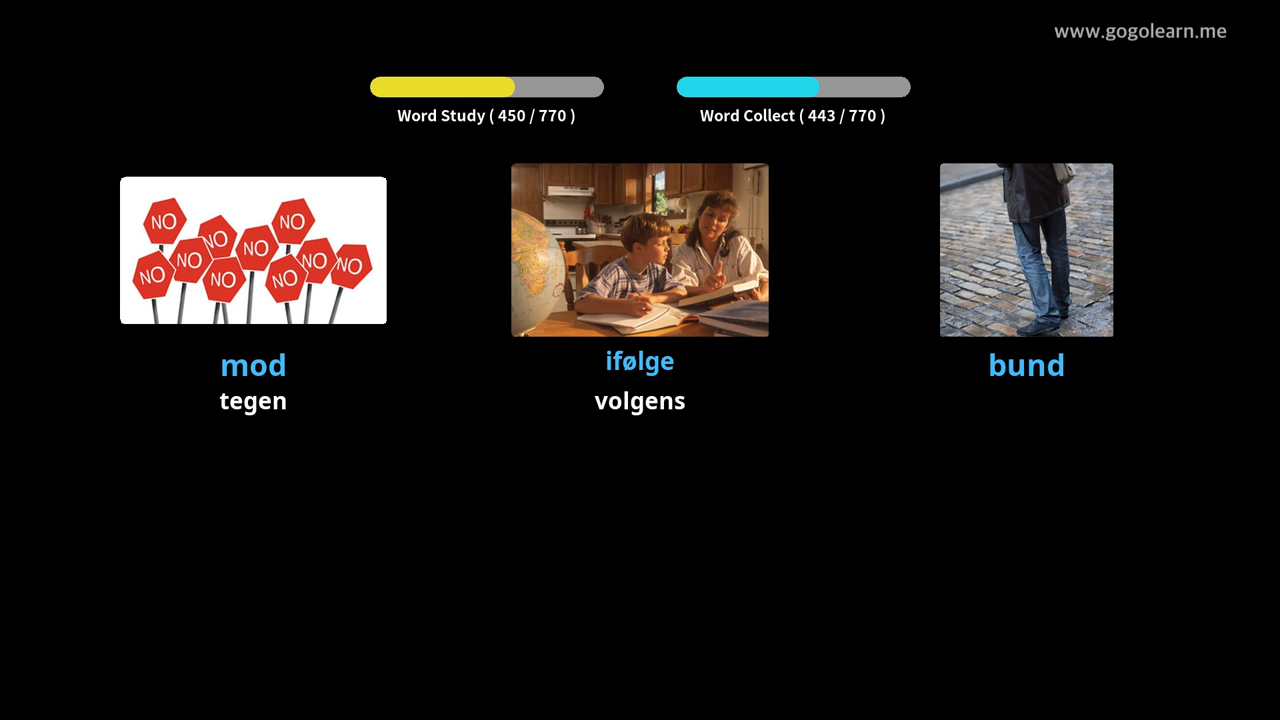 www.gogolearn.me
Word Study ( 450 / 770 )
Word Collect ( 443 / 770 )
NO
NO
NO
NO
NO
NO
NO
NO
NO
NO
mod
tegen
ifølge
volgens
bund